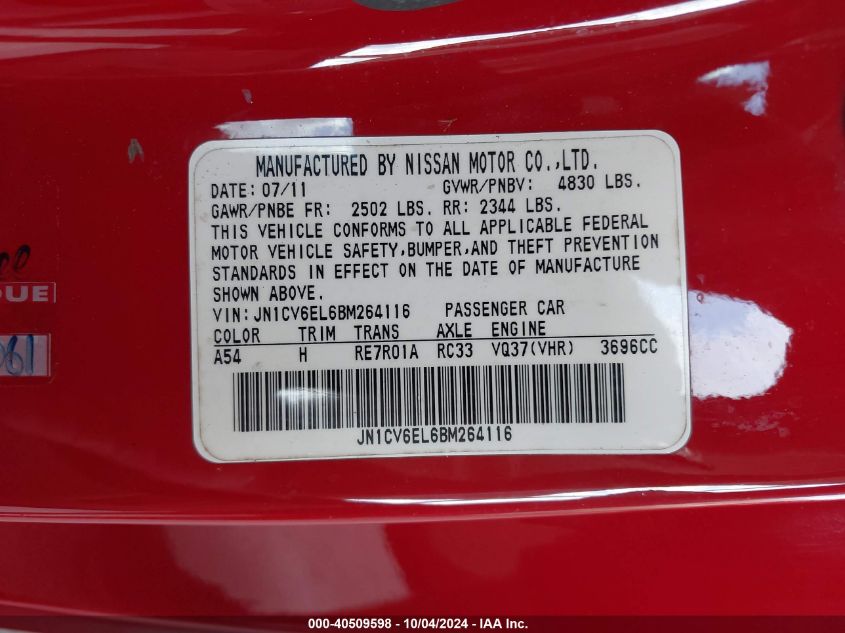 MANUFACTURED BY NISSAN MOTOR CO.,LTD.
DATE: 07/11 GVWR/PNBV: 4830 LBS.
GAWR/PNBE FR: 2502 LBS. RR: 2344 LBS.
THIS VEHICLE CONFORMS TO ALL APPLICABLE FEDERAL
MOTOR VEHICLE SAFETY,BUMPER,AND THEFT PREVENTION
STANDARDS IN EFFECT ON THE DATE OF MANUFACTURE
SHOWN ABOVE.
VIN: JN1CV6EL6BM264116 PASSENGER CAR
COLOR TRIM TRANS AXLE ENGINE
A54 H RE7R01A RC33 VQ37(VHR) 3696CC
JN1CV6EL6BM264116
000-40509598 - 10/04/2024 - IAA Inc.